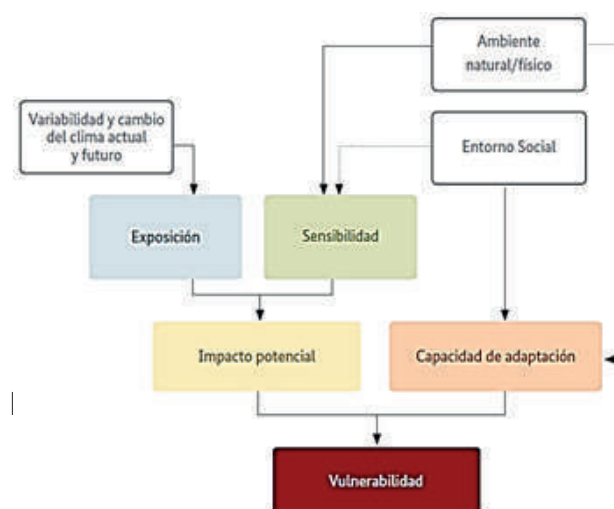 Ambiente
natural/físico
Variabilidad y cambio
del clima actual
y futuro
Entorno Social
Exposición
Sensibilidad
Impacto potencial
Capacidad de adaptación
Vulnerabilidad